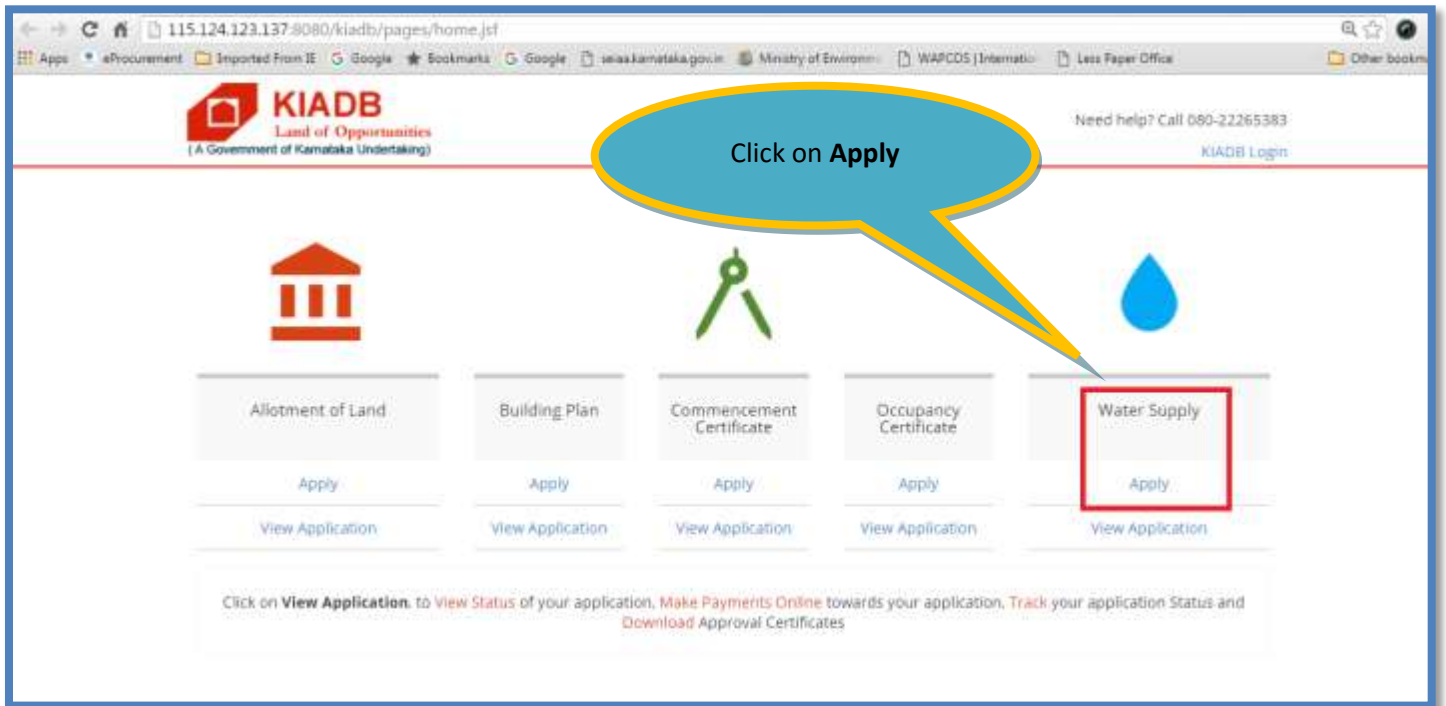 115.124.123.137:8080/kiadb/pages/home.jsf
Apps eProcurement Imported From IE Google Bookmarks Google seiaa.karnataka.gov.in Ministry of Environm WAPCOS (Internatio Less Paper Office Other bookm
KIADB
Land of Opportunities
(A Government of Karnataka Undertaking)
Need help? Call 080-22265383
KIADB Login
Click on Apply
Allotment of Land
Building Plan
Commencement
Certificate
Occupancy
Certificate
Water Supply
Apply Apply Apply Apply Apply
View Application View Application View Application View Application View Application
Click on View Application, to View Status of your application, Make Payments Online towards your application, Track your application Status and
Download Approval Certificates